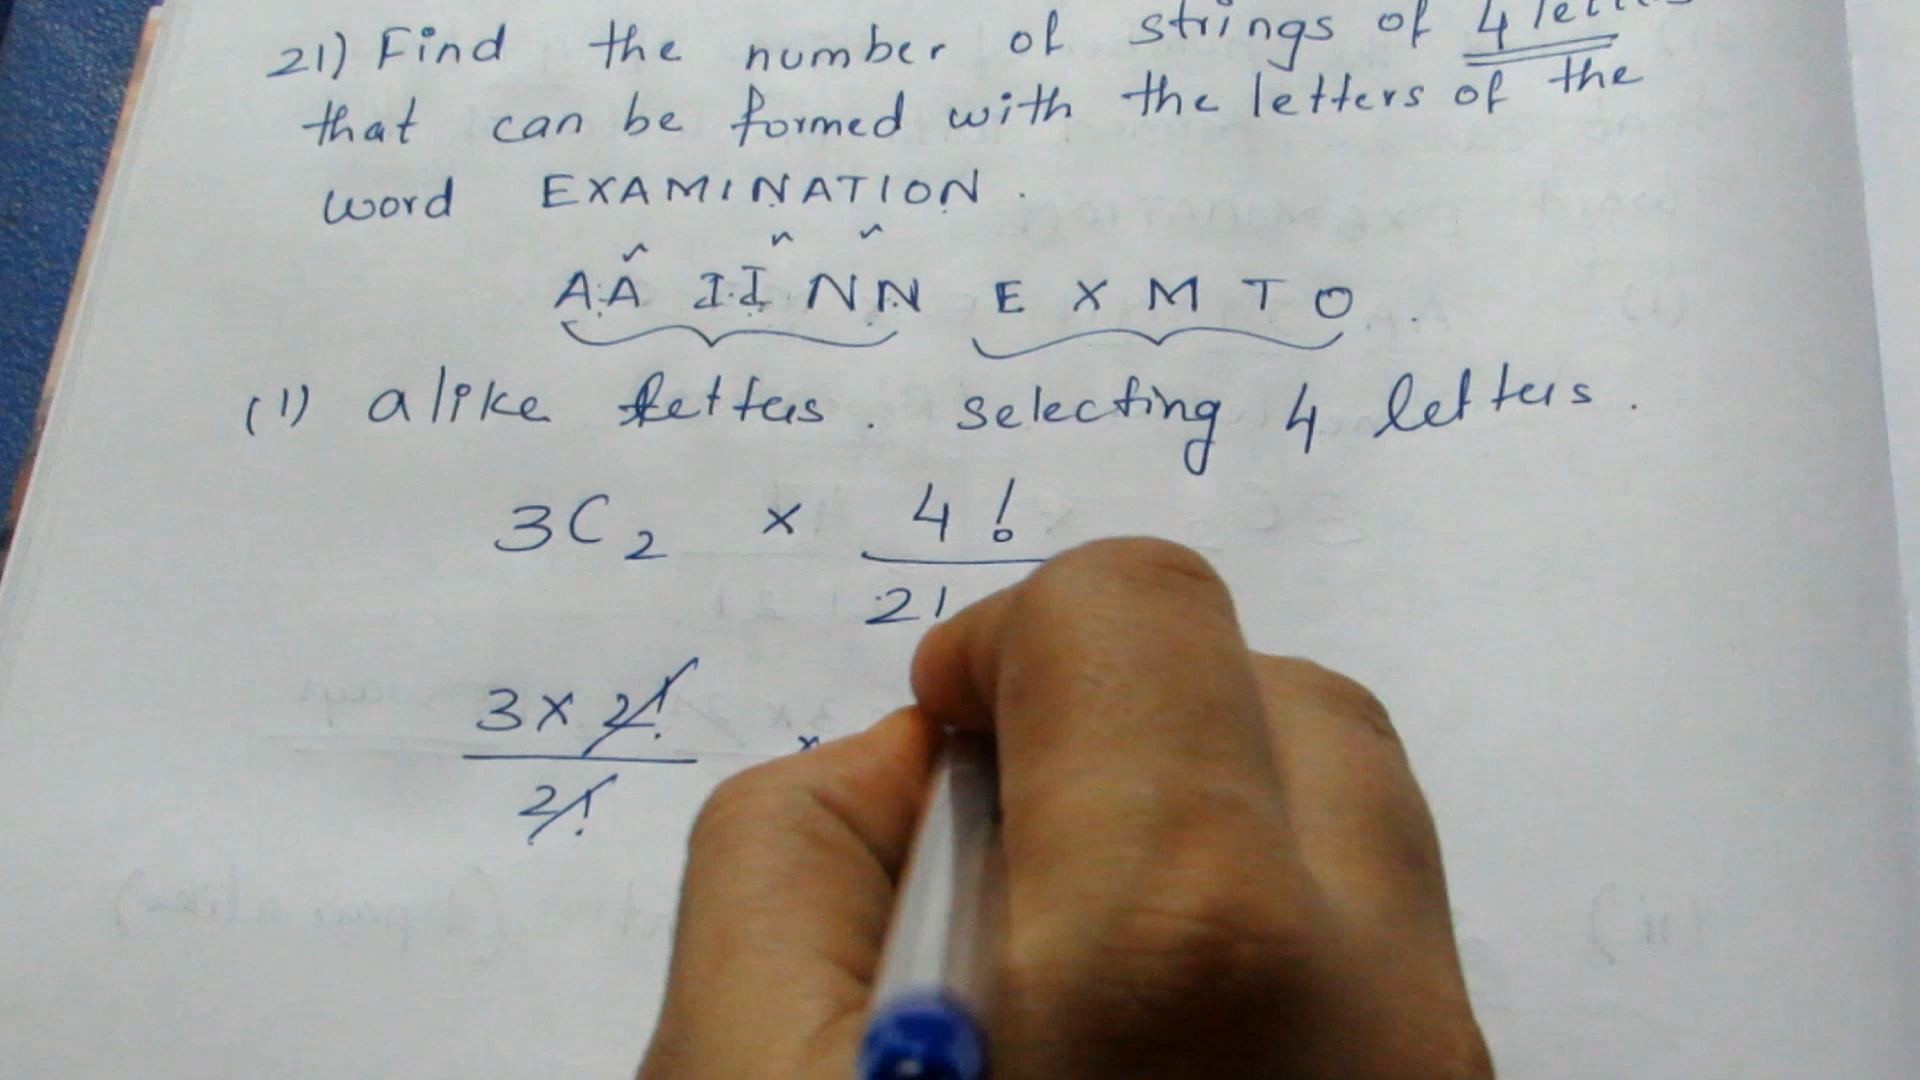 21) Find the number of strings of 4
that can be formed with the letters of the
word EXAMINATION.
AA II NN E X M T O.
(1) alike letters. selecting 4 letters.
3C2 x 4!
2!
3 x 2! x
2!